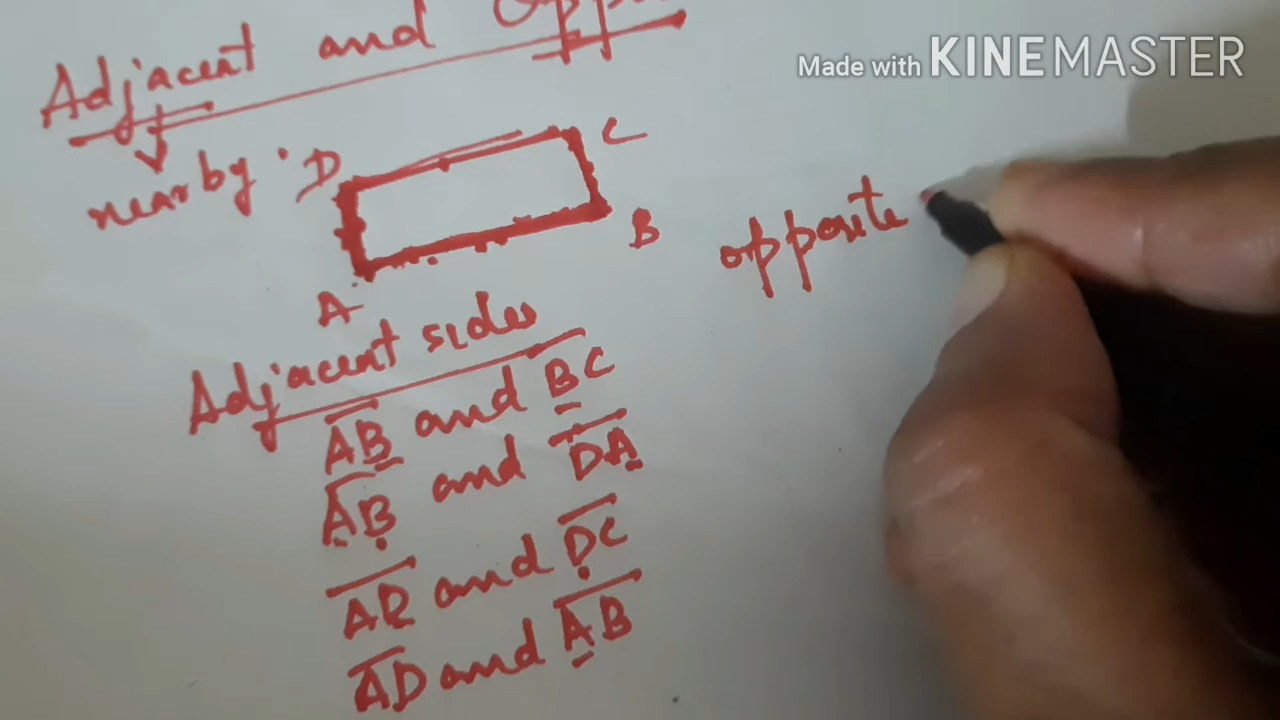 Made with KINEMASTER
Adjacent and Opp
nearby
D
C
B
A
opposite
Adjacent sides
AB and BC
AB and DA
and DC
AD and AB